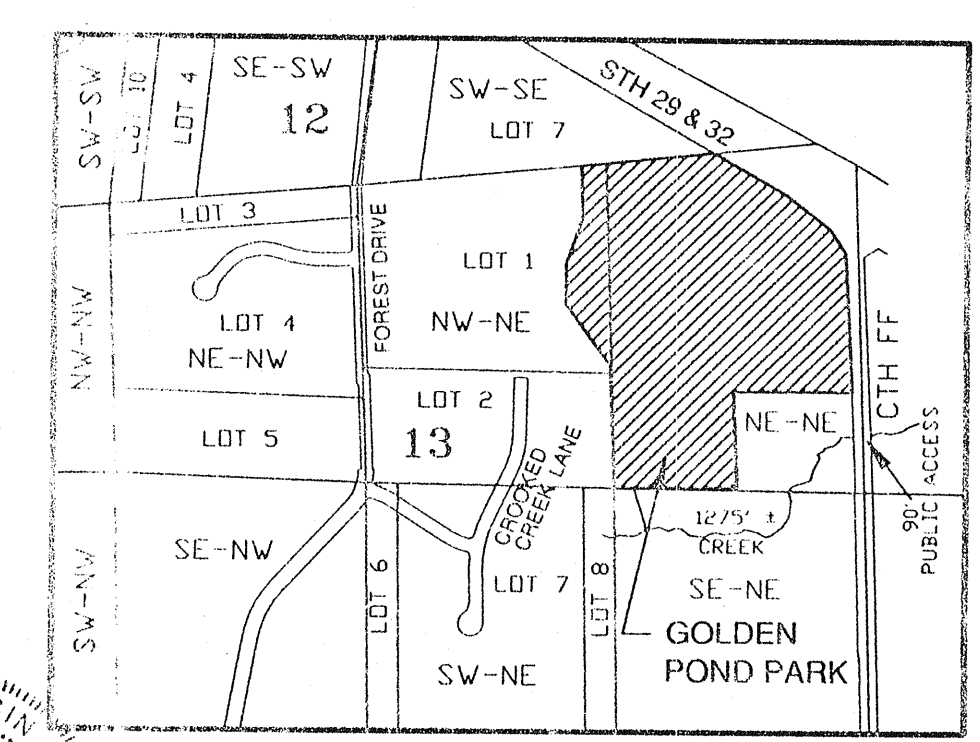 SW-SW
LOT 10
LOT 4
SE-SW
12
SW-SE
LOT 7
STH 29 & 32
LOT 3
FOREST DRIVE
LOT 1
NW-NE
NW-NW
LOT 4
NE-NW
CTH FF
LOT 2
13
LOT 5
NE-NE
CROOKED
CREEK LANE
90'
PUBLIC ACCESS
SW-NW
SE-NW
LOT 6
LOT 7
LOT 8
1275' ±
CREEK
SE-NE
SW-NE
GOLDEN
POND PARK